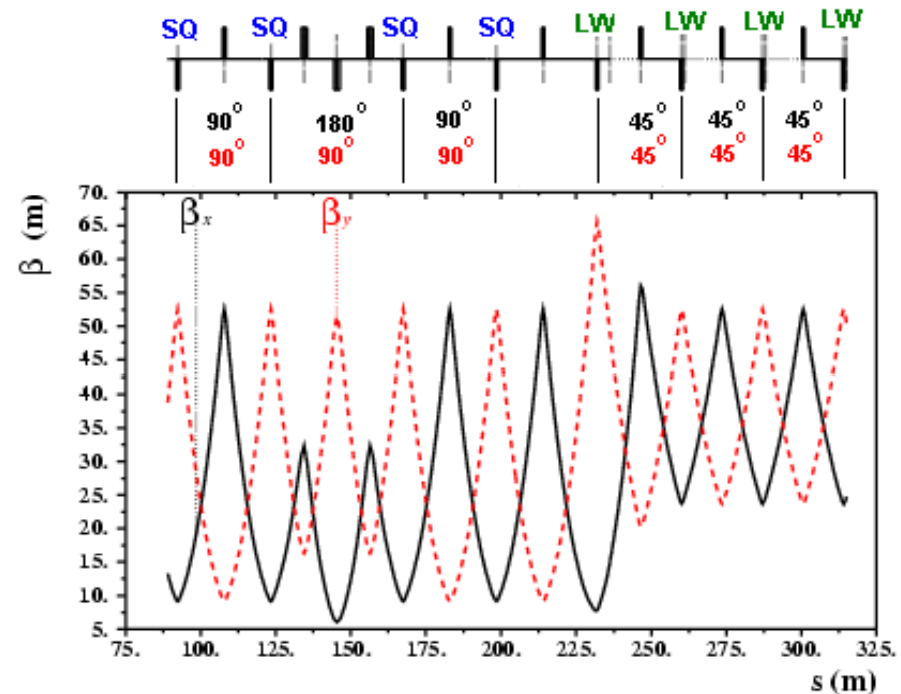 SQ SQ SQ SQ LW LW LW LW
90° 180° 90° 45° 45° 45°
90° 90° 90° 45° 45° 45°
β (m)
70.
65.
60.
55.
50.
45.
40.
35.
30.
25.
20.
15.
10.
5.
βx βy
75. 100. 125. 150. 175. 200. 225. 250. 275. 300. 325.
s (m)